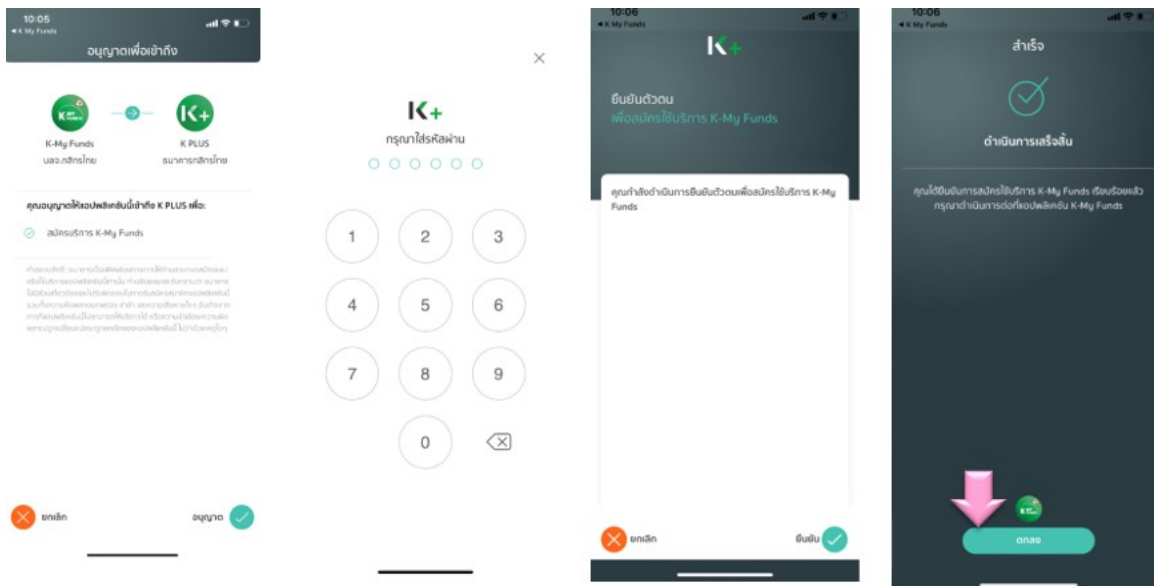 10:05
◀ K My Funds
อนุญาตเพื่อเข้าถึง
K-My Funds
บลจ.กสิกรไทย
K+
K PLUS
ธนาคารกสิกรไทย
คุณอนุญาตให้แอปพลิเคชันนี้เข้าถึง K PLUS เพื่อ:
สมัครบริการ K-My Funds
ยกเลิก
อนุญาต
K+
กรุณาใส่รหัสผ่าน
1 2 3
4 5 6
7 8 9
0
10:06
◀ K My Funds
K+
ยืนยันตัวตน
เพื่อสมัครใช้บริการ K-My Funds
คุณกำลังดำเนินการยืนยันตัวตนเพื่อสมัครใช้บริการ K-My
Funds
ยกเลิก
ยืนยัน
10:06
◀ K My Funds
สำเร็จ
ดำเนินการเสร็จสิ้น
คุณได้ยืนยันการสมัครใช้บริการ K-My Funds เรียบร้อยแล้ว
กรุณาดำเนินการต่อที่แอปพลิเคชัน K-My Funds
ตกลง